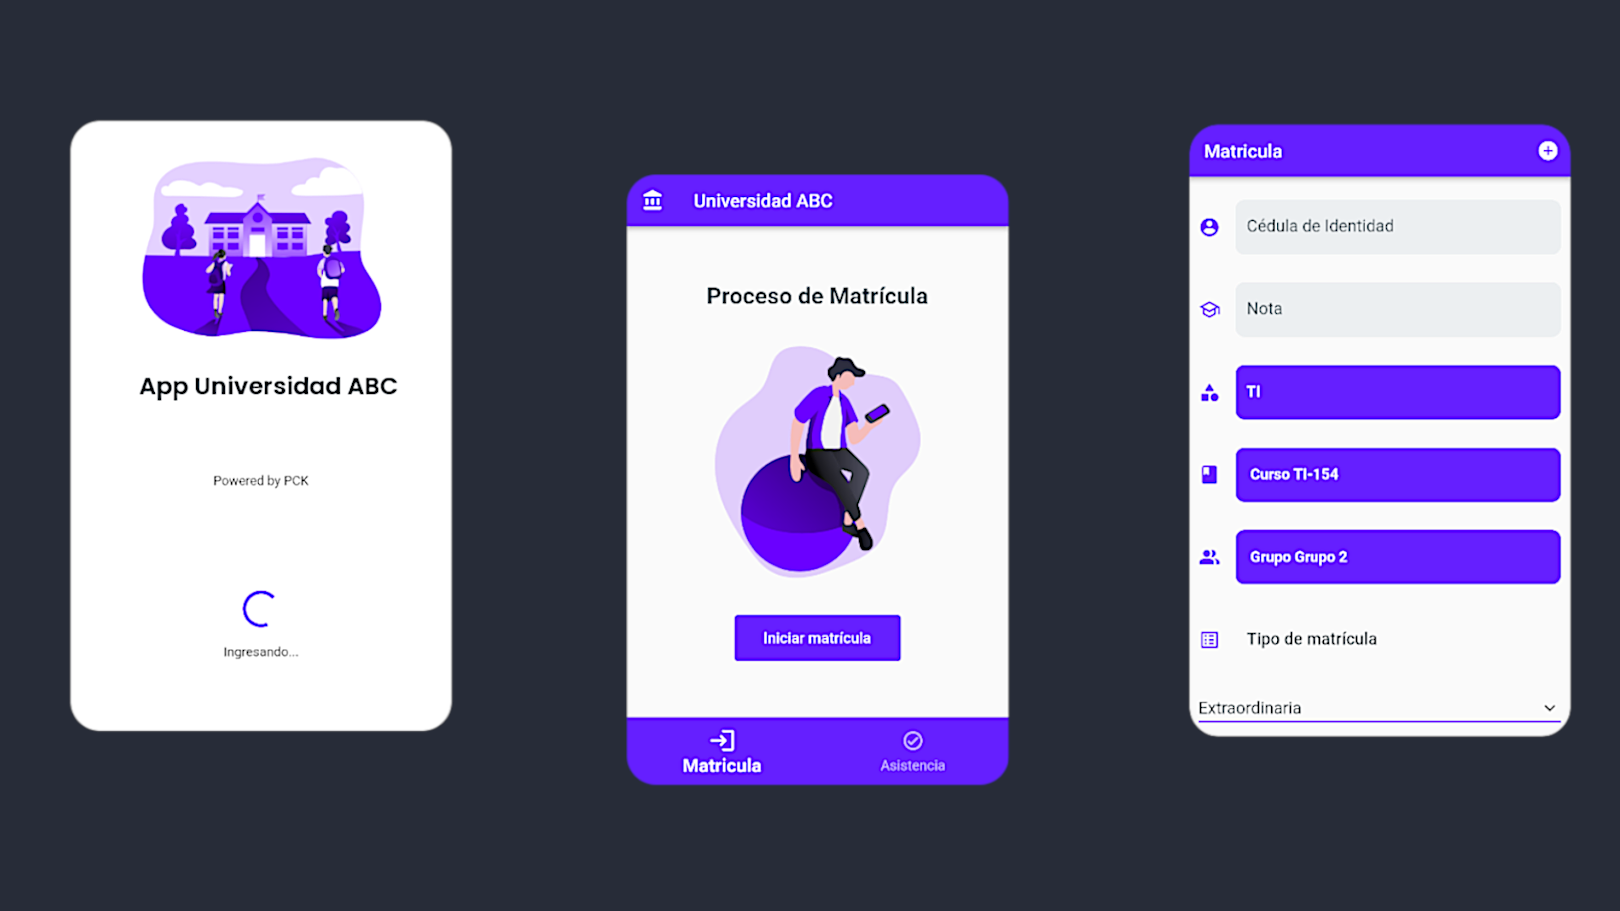 App Universidad ABC
Powered by PCK
Ingresando...
Universidad ABC
Proceso de Matrícula
Iniciar matrícula
Matricula
Asistencia
Matricula
Cédula de Identidad
Nota
TI
Curso TI-154
Grupo Grupo 2
Tipo de matrícula
Extraordinaria